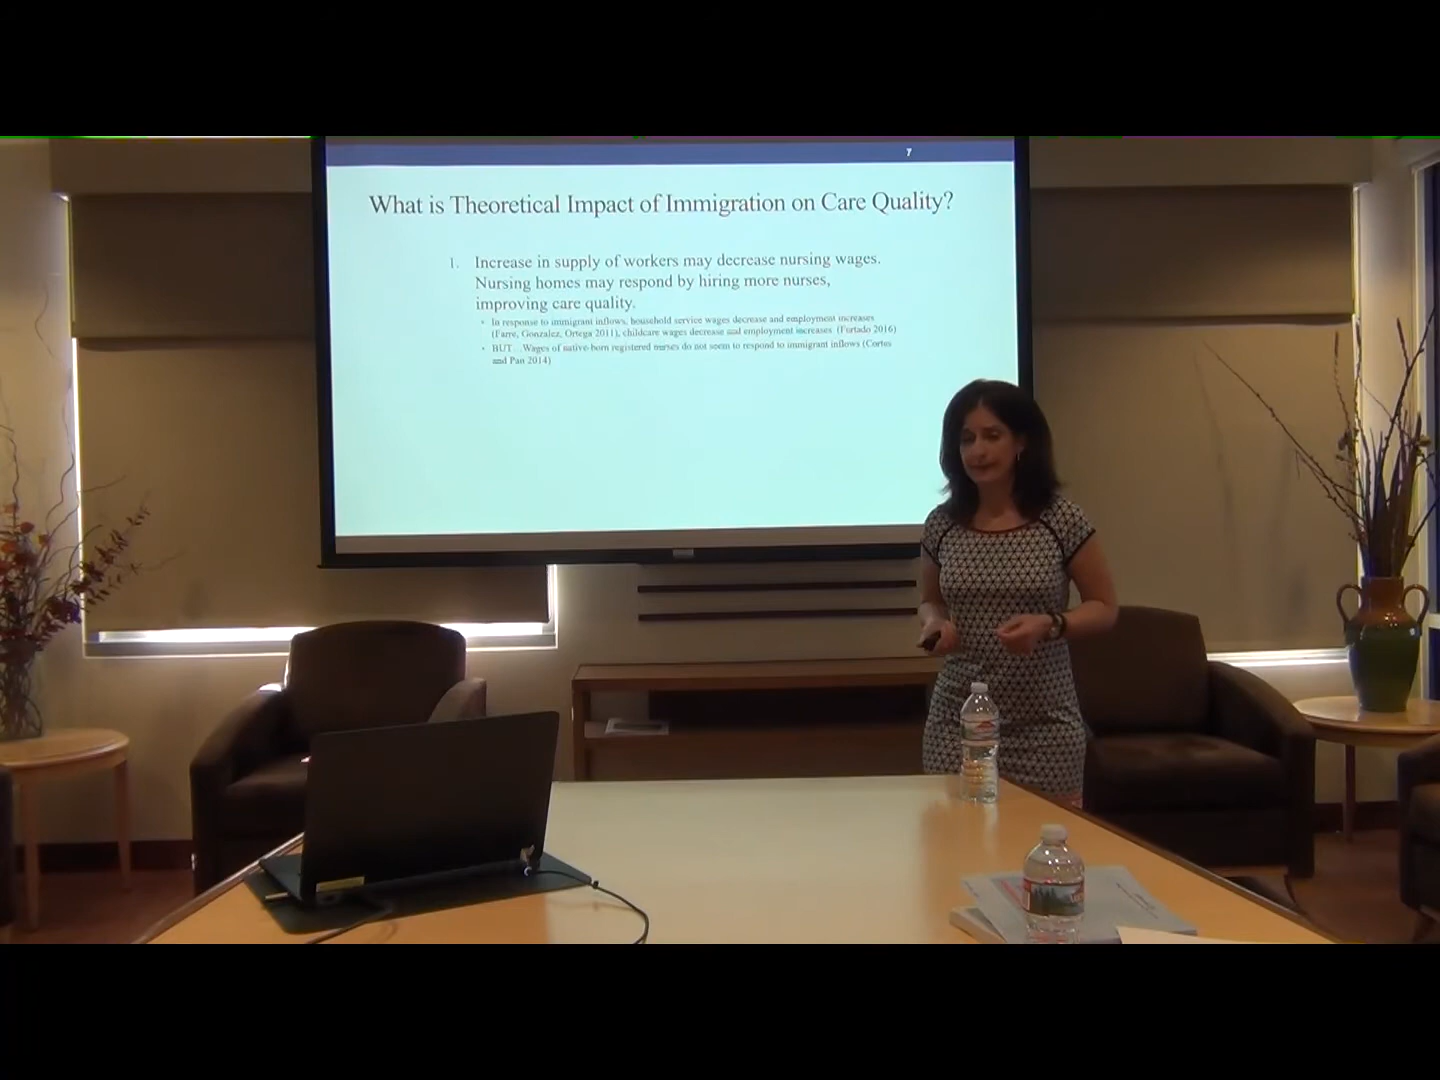 7
What is Theoretical Impact of Immigration on Care Quality?
1. Increase in supply of workers may decrease nursing wages.
Nursing homes may respond by hiring more nurses,
improving care quality.
• In response to immigrant inflows, household service wages decrease and employment increases
(Farre, Gonzalez, Ortega 2011), childcare wages decrease and employment increases (Furtado 2016)
• BUT…Wages of native-born registered nurses do not seem to respond to immigrant inflows (Cortes
and Pan 2014)